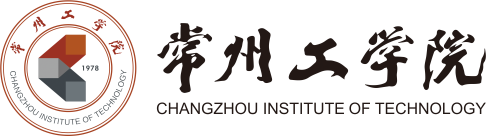 常州工学院
1978
CHANGZHOU INSTITUTE OF TECHNOLOGY
常州工学院
CHANGZHOU INSTITUTE OF TECHNOLOGY